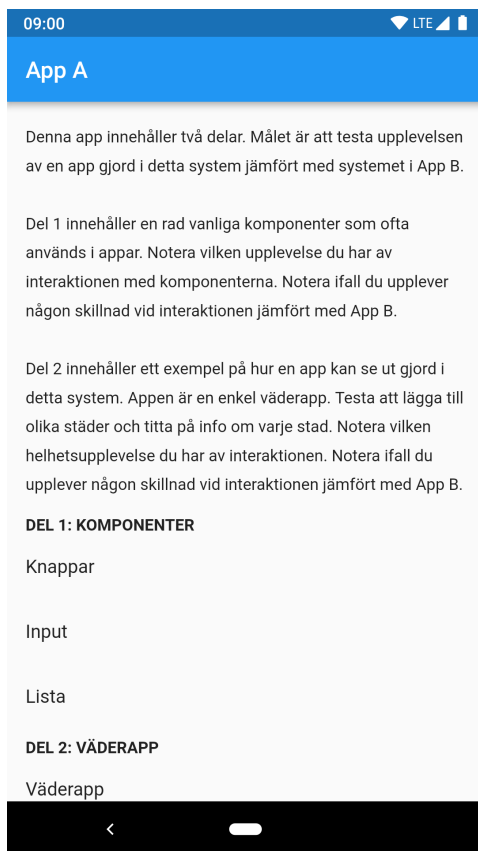 09:00
LTE
App A
Denna app innehåller två delar. Målet är att testa upplevelsen
av en app gjord i detta system jämfört med systemet i App B.
Del 1 innehåller en rad vanliga komponenter som ofta
används i appar. Notera vilken upplevelse du har av
interaktionen med komponenterna. Notera ifall du upplever
någon skillnad vid interaktionen jämfört med App B.
Del 2 innehåller ett exempel på hur en app kan se ut gjord i
detta system. Appen är en enkel väderapp. Testa att lägga till
olika städer och titta på info om varje stad. Notera vilken
helhetsupplevelse du har av interaktionen. Notera ifall du
upplever någon skillnad vid interaktionen jämfört med App B.
DEL 1: KOMPONENTER
Knappar
Input
Lista
DEL 2: VÄDERAPP
Väderapp